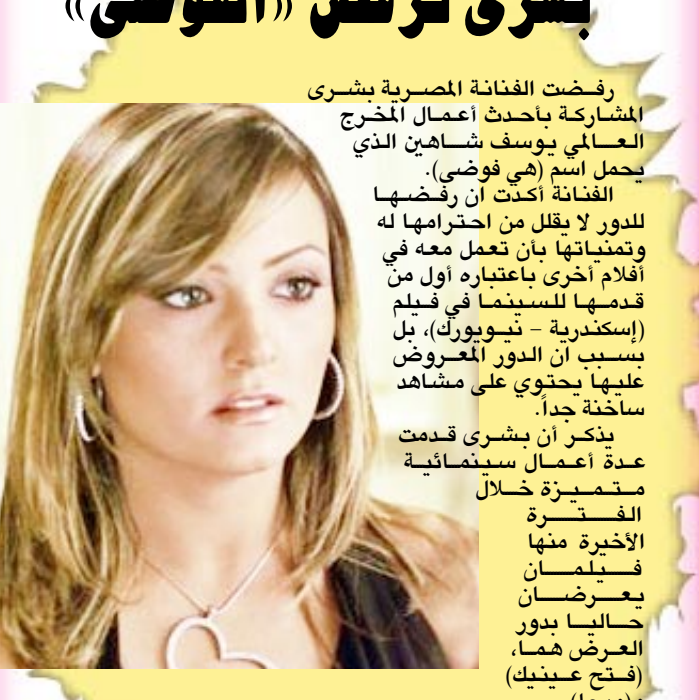 بشرى ترفض «الفوضى»
رفضت الفنانة المصرية بشرى
المشاركة بأحدث أعمال المخرج
العالمي يوسف شاهين الذي
يحمل اسم (هي فوضى).
الفنانة أكدت ان رفضها
للدور لا يقلل من احترامها له
وتمنياتها بأن تعمل معه في
أفلام أخرى باعتباره أول من
قدمها للسينما في فيلم
(إسكندرية - نيويورك)، بل
بسبب ان الدور المعروض
عليها يحتوي على مشاهد
ساخنة جداً.
يذكر أن بشرى قدمت
عدة أعمال سينمائية
متميزة خلال
الفترة
الأخيرة منها
فيلمان
يعرضان
حاليا بدور
العرض هما،
(فتح عينيك)